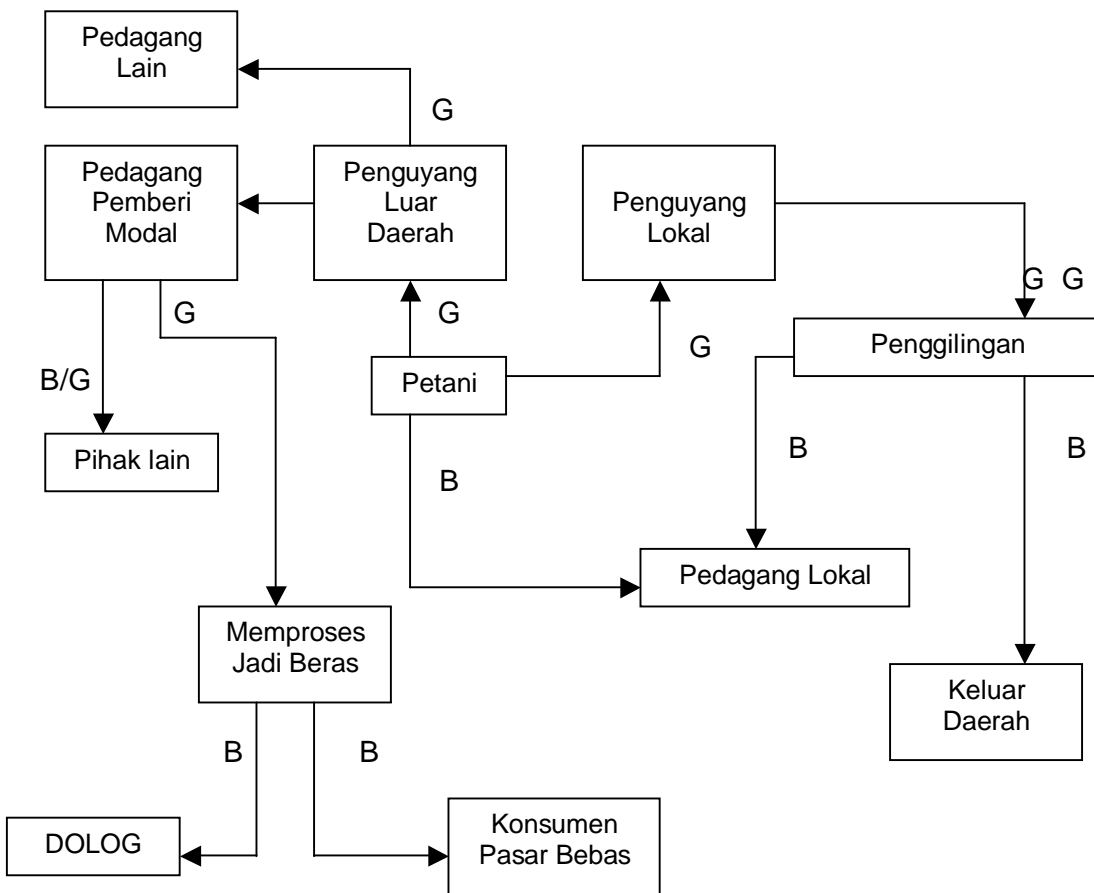 Pedagang
Lain
G
Pedagang
Pemberi
Modal
Penguyang
Luar
Daerah
Penguyang
Lokal
G
G
G G
B/G
Petani
G
Penggilingan
Pihak lain
B
B
B
Pedagang Lokal
Memproses
Jadi Beras
Keluar
Daerah
B
B
DOLOG
Konsumen
Pasar Bebas